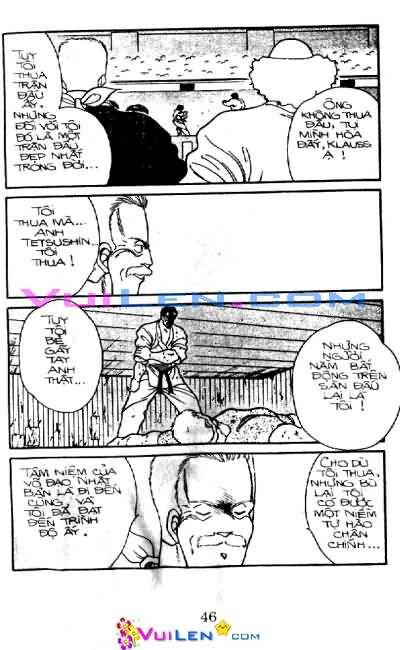 TUY
TÔI
THUA
TRẬN
ĐẤU
ẤY.
NHƯNG
ĐỐI VỚI TÔI
ĐÓ LÀ MỘT
TRẬN ĐẤU
ĐẸP NHẤT
TRONG ĐỜI...
ÔNG
KHÔNG THUA
ĐÂU, TỤI
MÌNH HÒA
ĐẤY, KLAUSS
Ạ !
TÔI
THUA MÀ...
ANH
TETSUSHIN...
TÔI
THUA !
VUILEN.COM
TUY
TÔI
BẺ
GÃY
TAY
ANH
THẬT...
NHƯNG
NGƯỜI
NẰM BẤT
ĐỘNG TRÊN
SÀN ĐẤU
LẠI LÀ
TÔI !
TÂM NIỆM CỦA
VÕ ĐẠO NHẬT
BẢN LÀ ĐI ĐẾN
CÙNG, VÀ
TÔI ĐÃ ĐẠT
ĐẾN TRÌNH
ĐỘ ẤY.
CHO DÙ
TÔI THUA,
NHƯNG BÙ
LẠI TÔI
CÓ ĐƯỢC
MỘT NIỀM
TỰ HÀO
CHÂN
CHÍNH...
46
VUILEN.COM